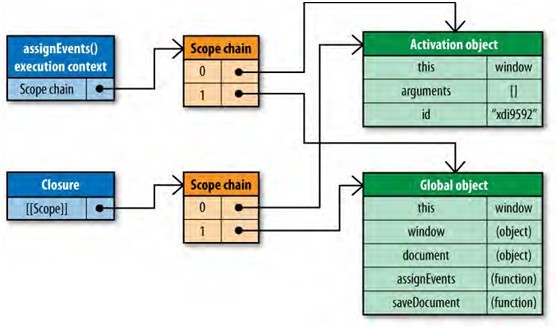 assignEvents()
execution context
Scope chain
Scope chain
0
1
Activation object
this window
arguments []
id "xdi9592"
Closure
[[Scope]]
Scope chain
0
1
Global object
this window
window (object)
document (object)
assignEvents (function)
saveDocument (function)